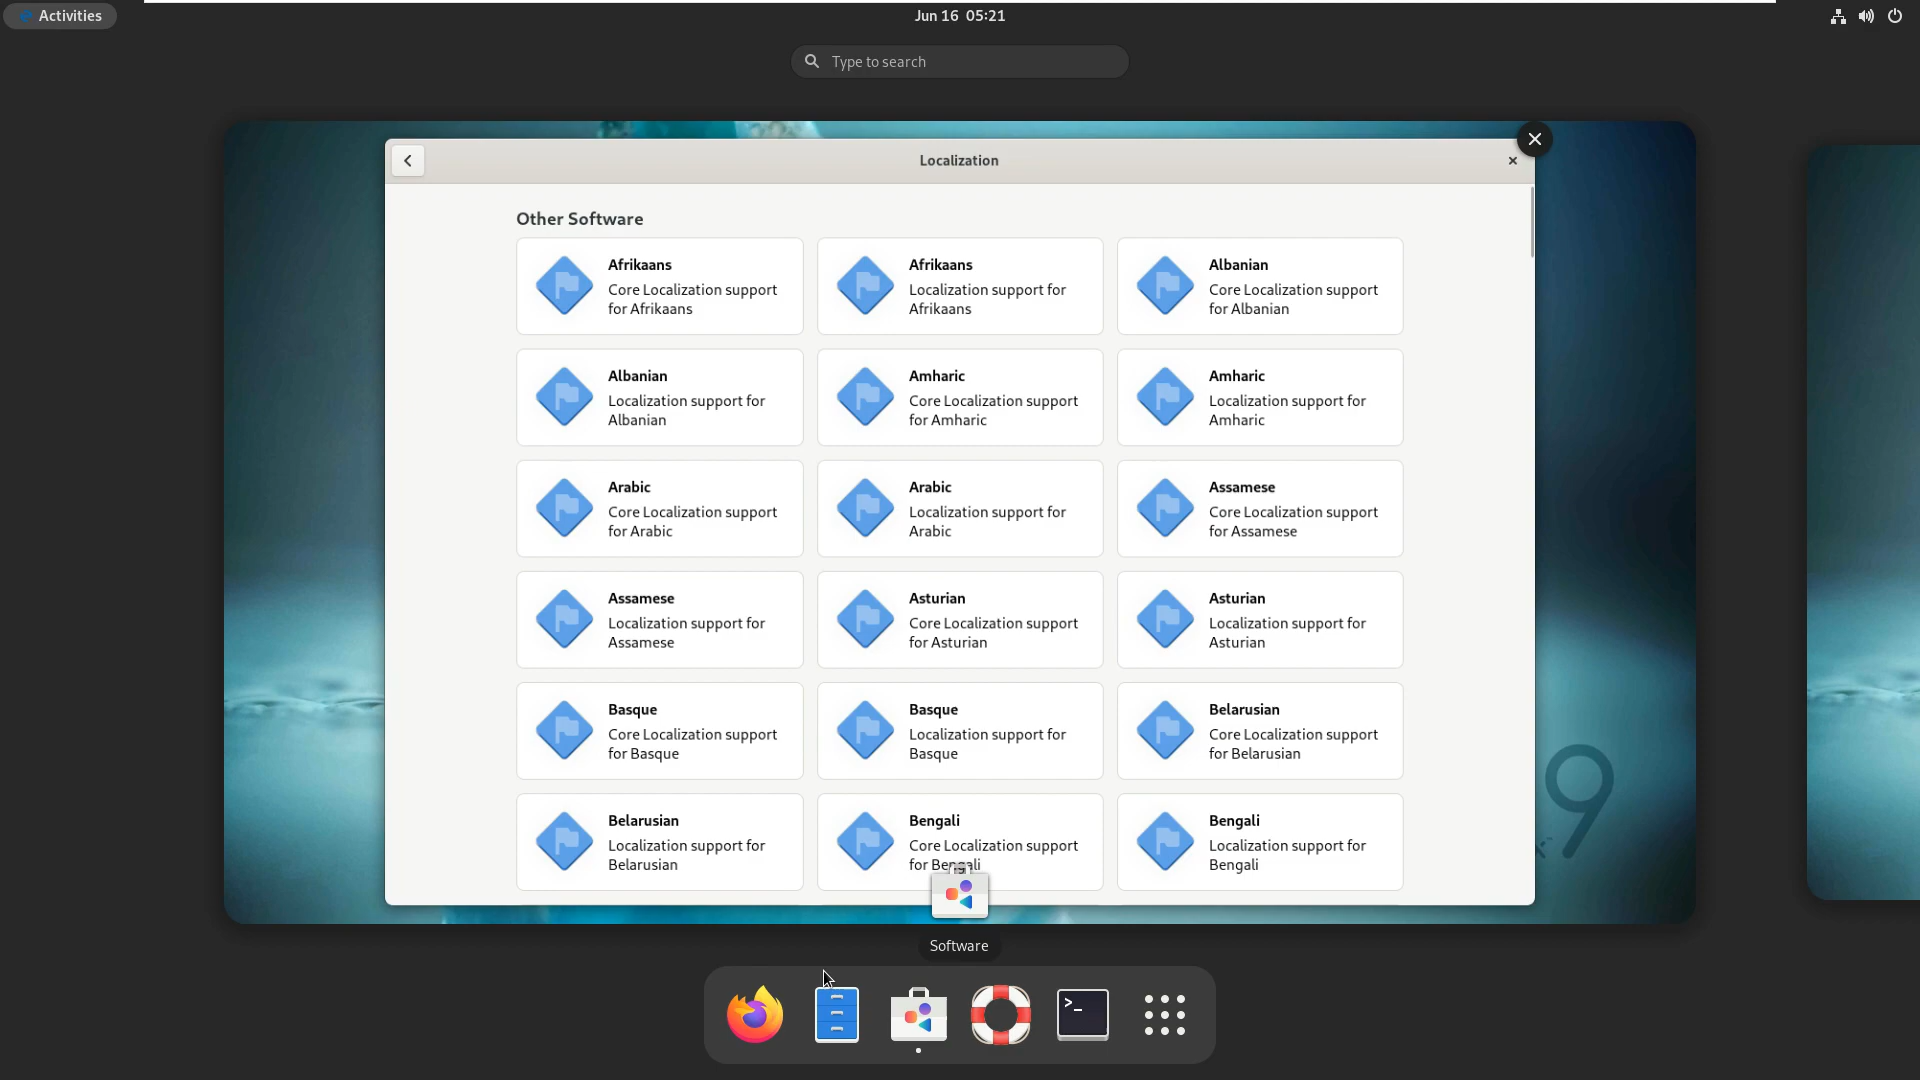 Activities
Jun 16 05:21
Type to search
Localization
Other Software
Afrikaans
Core Localization support
for Afrikaans
Afrikaans
Localization support for
Afrikaans
Albanian
Core Localization support
for Albanian
Albanian
Localization support for
Albanian
Amharic
Core Localization support
for Amharic
Amharic
Localization support for
Amharic
Arabic
Core Localization support
for Arabic
Arabic
Localization support for
Arabic
Assamese
Core Localization support
for Assamese
Assamese
Localization support for
Assamese
Asturian
Core Localization support
for Asturian
Asturian
Localization support for
Asturian
Basque
Core Localization support
for Basque
Basque
Localization support for
Basque
Belarusian
Core Localization support
for Belarusian
Belarusian
Localization support for
Belarusian
Bengali
Core Localization support
for Bengali
Bengali
Localization support for
Bengali
9
Software
>_